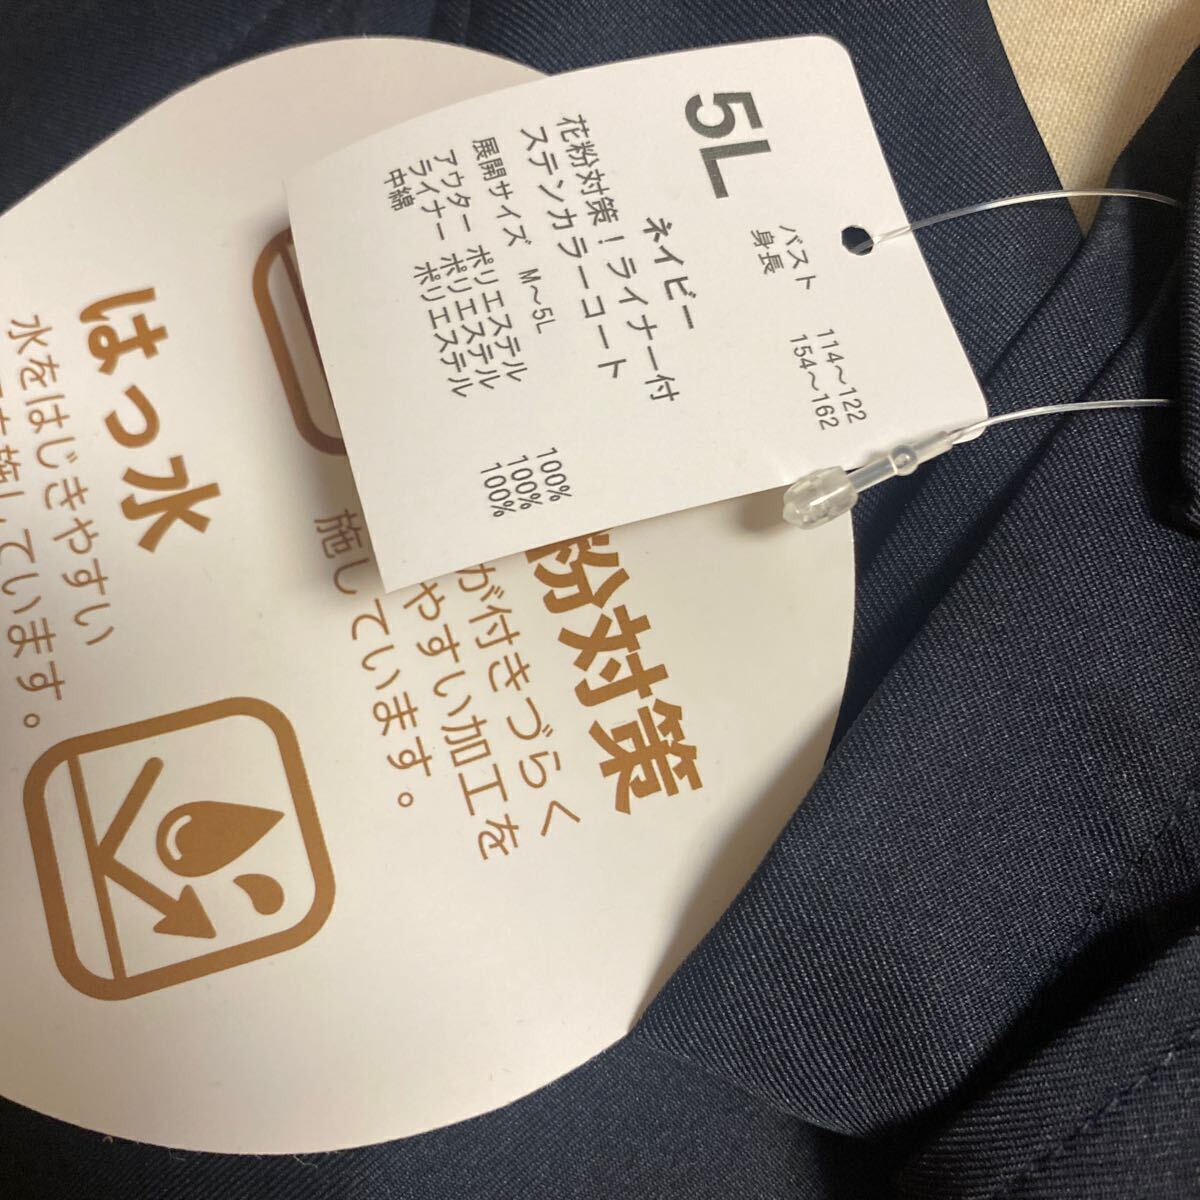 5L
バスト 114～122
身長 154～162
ネイビー
花粉対策！ライナー付
ステンカラーコート
展開サイズ M～5L
アウター ポリエステル 100%
ライナー ポリエステル 100%
中綿 ポリエステル 100%
粉対策
が付きづらく
やすい加工を
施しています。
はっ水
水をはじきやすい
しています。